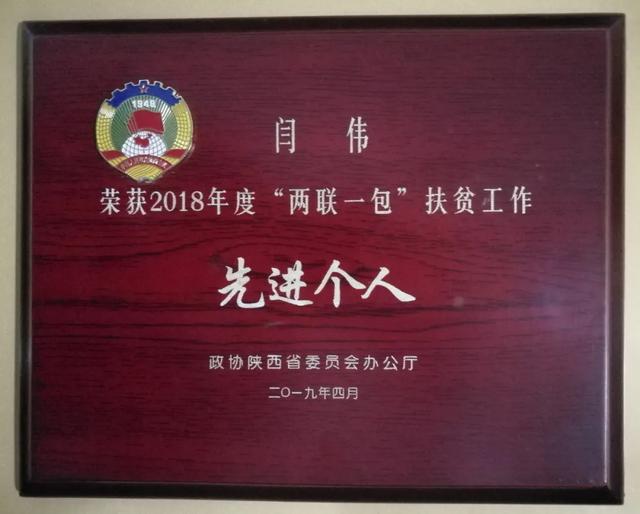 1949
闫 伟
荣获2018年度“两联一包”扶贫工作
先进个人
政协陕西省委员会办公厅
二〇一九年四月